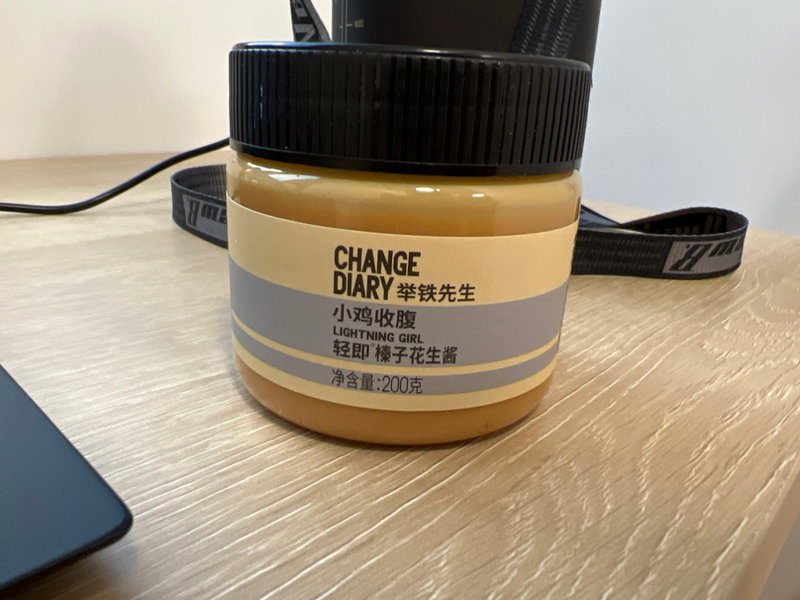 CHANGE
DIARY 举铁先生
小鸡收腹
LIGHTNING GIRL
轻即®榛子花生酱
净含量:200克